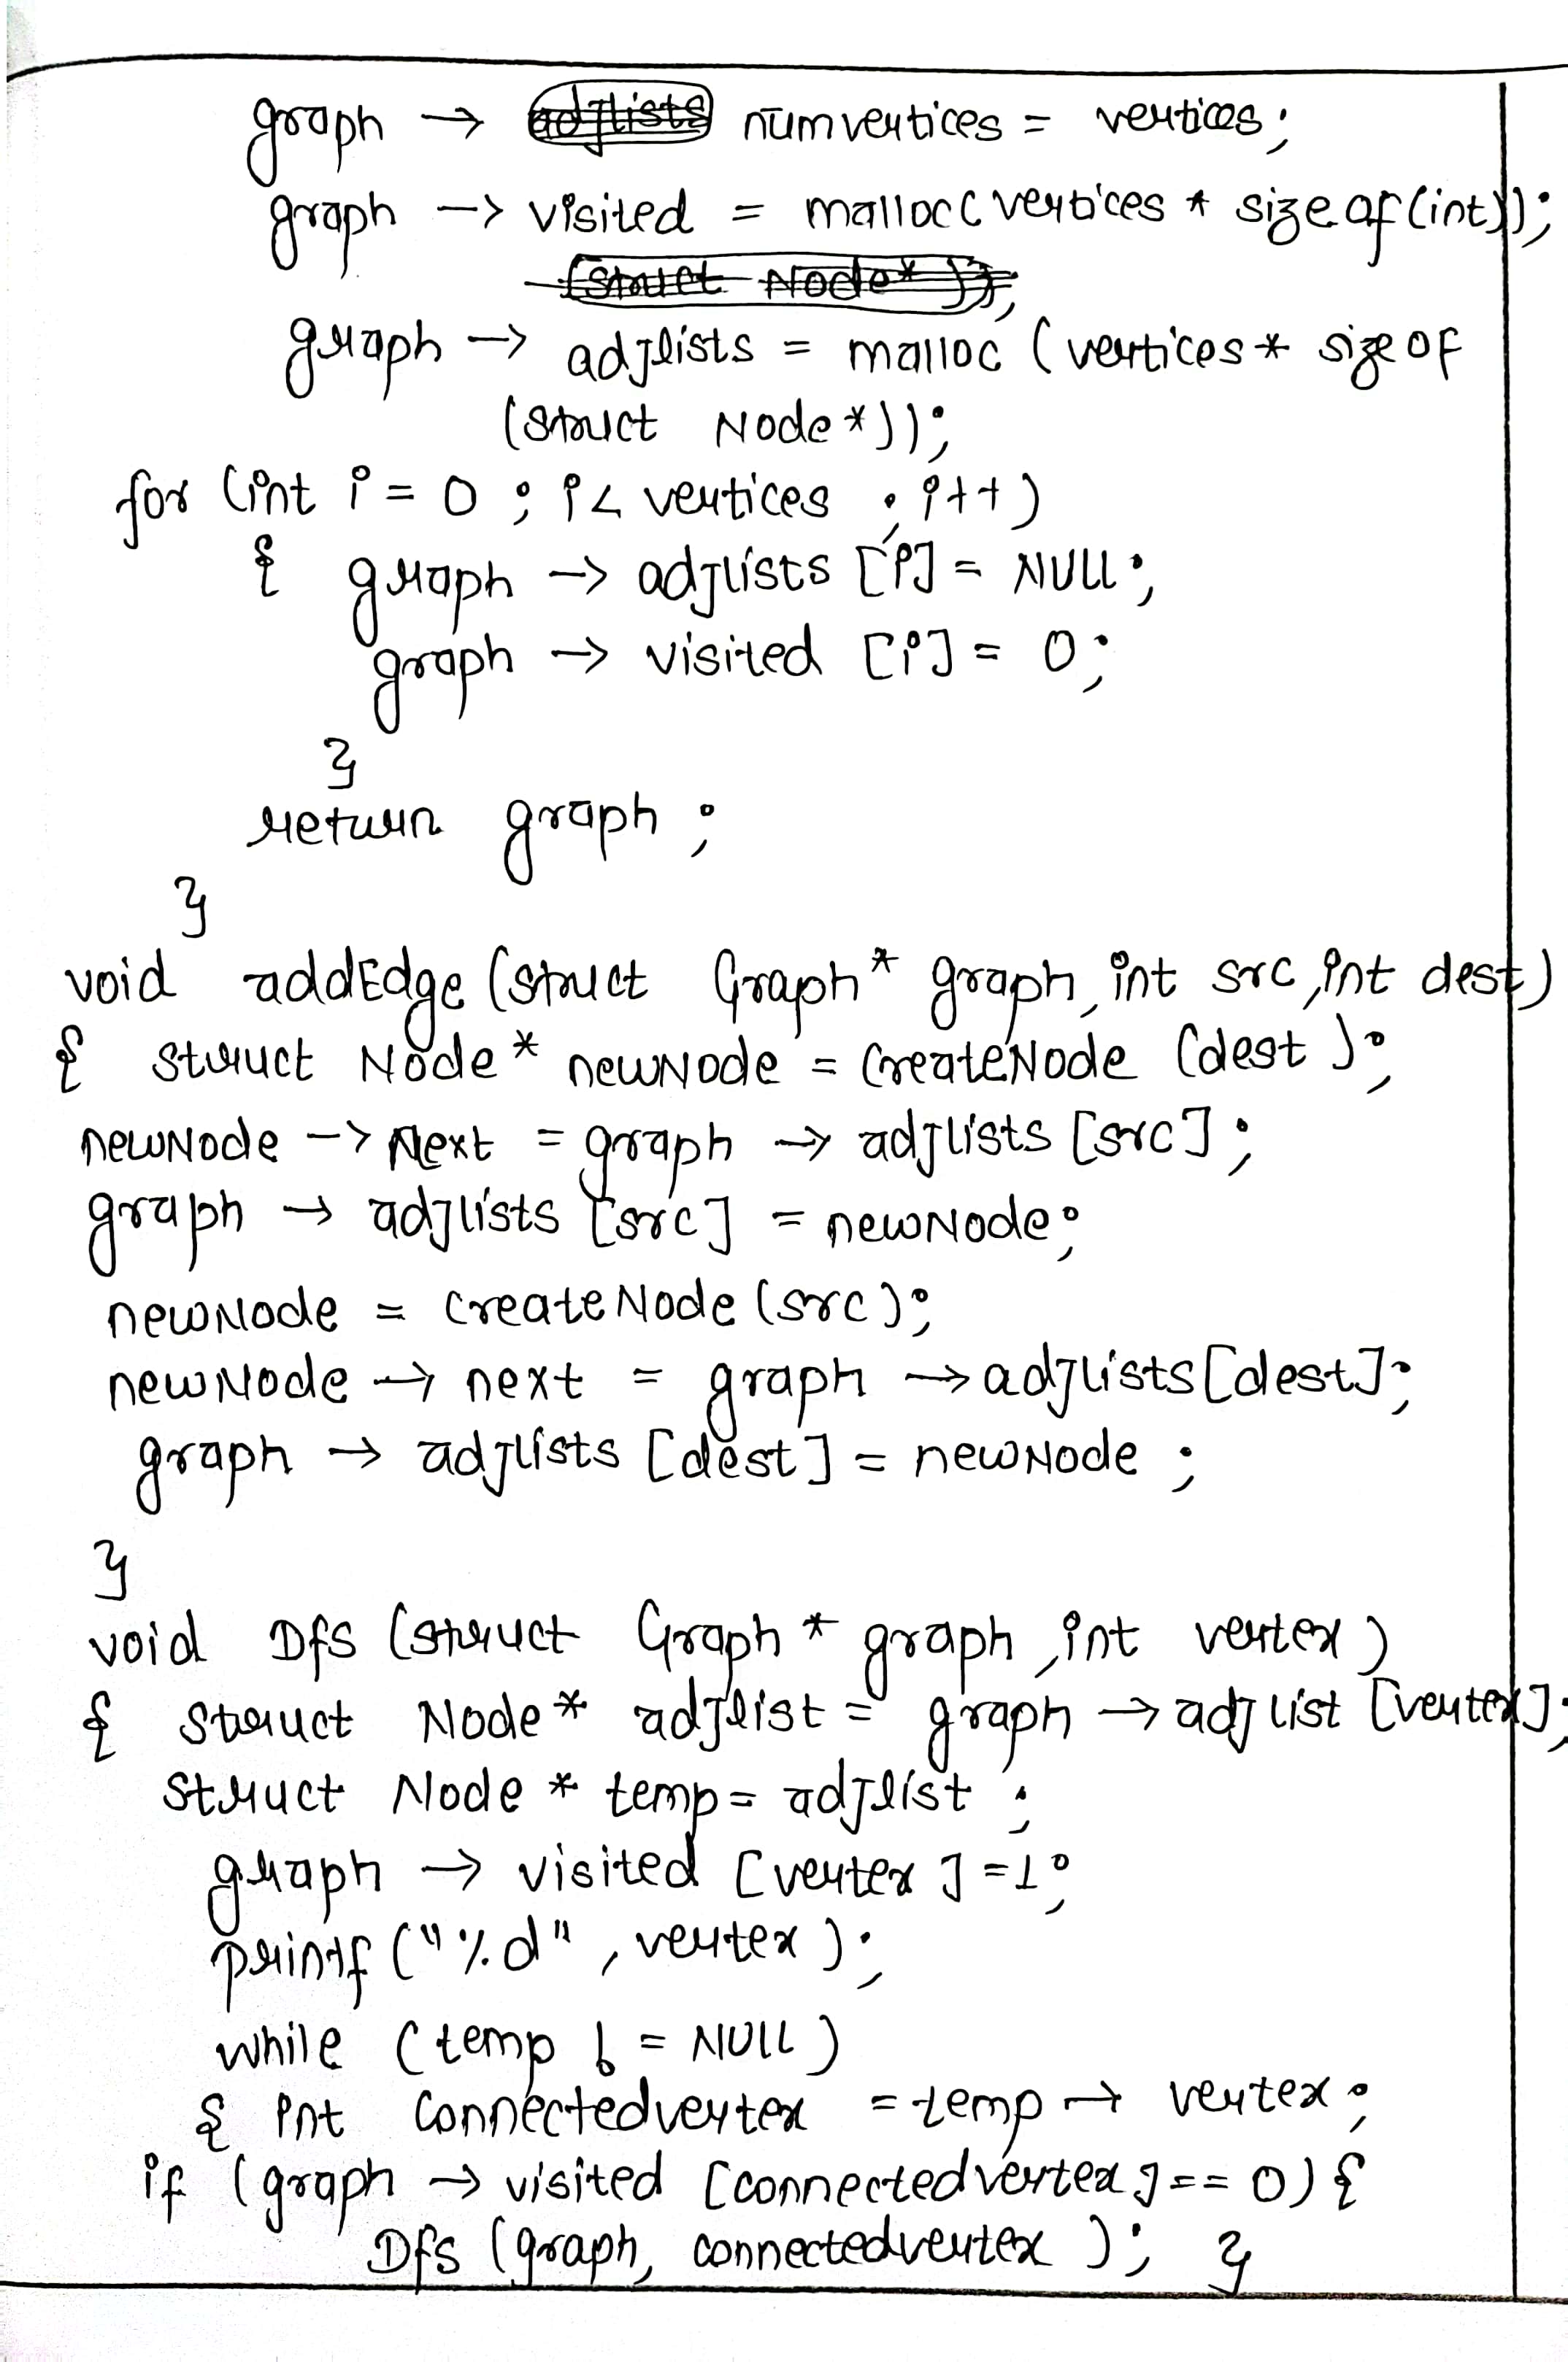 graph → adjlists numvertices = vertices;
graph → visited = malloc(vertices * sizeof(int));
(struct Node*));
graph → adjlists = malloc (vertices * sizeof
(struct Node*));
for (int i = 0 ; i< vertices ; i++)
{ graph → adjlists [i] = NULL;
graph → visited [i] = 0;
}
return graph ;
}
void addEdge (struct Graph* graph, int src, int dest)
{ struct Node* newNode = createNode (dest );
newNode → Next = graph → adjlists [src] ;
graph → adjlists [src] = newNode;
newNode = createNode (src);
newNode → next = graph → adjlists[dest];
graph → adjlists [dest] = newNode ;
}
void Dfs (struct Graph * graph , int vertex )
{ struct Node* adjlist = graph → adjlist [vertex];
struct Node * temp = adjlist ;
graph → visited [vertex ] =1;
printf ("%d" , vertex );
while (temp != NULL )
{ int connectedvertex = temp → vertex ;
if (graph → visited [connectedvertex]== 0) {
Dfs (graph, connectedvertex ); }